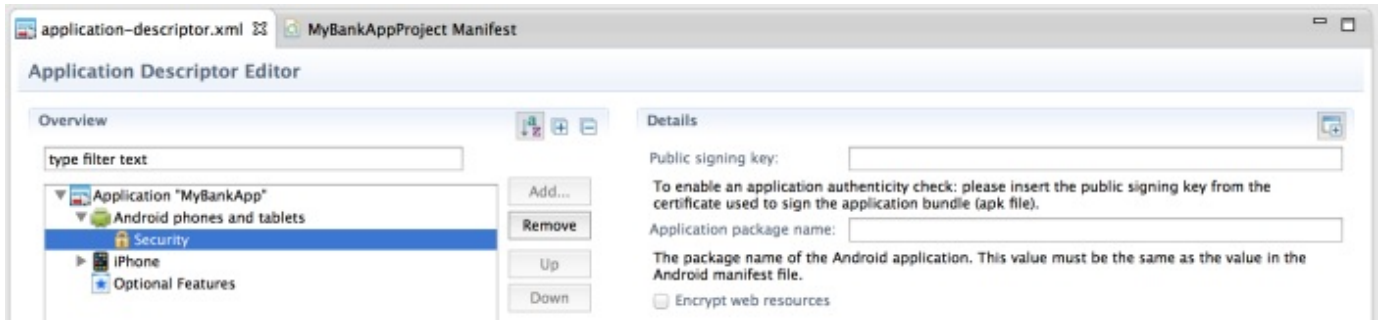 application-descriptor.xml MyBankAppProject Manifest
Application Descriptor Editor
Overview
type filter text
Application "MyBankApp"
Android phones and tablets
Security
iPhone
Optional Features
Add...
Remove
Up
Down
Details
Public signing key:
To enable an application authenticity check: please insert the public signing key from the
certificate used to sign the application bundle (apk file).
Application package name:
The package name of the Android application. This value must be the same as the value in the
Android manifest file.
Encrypt web resources